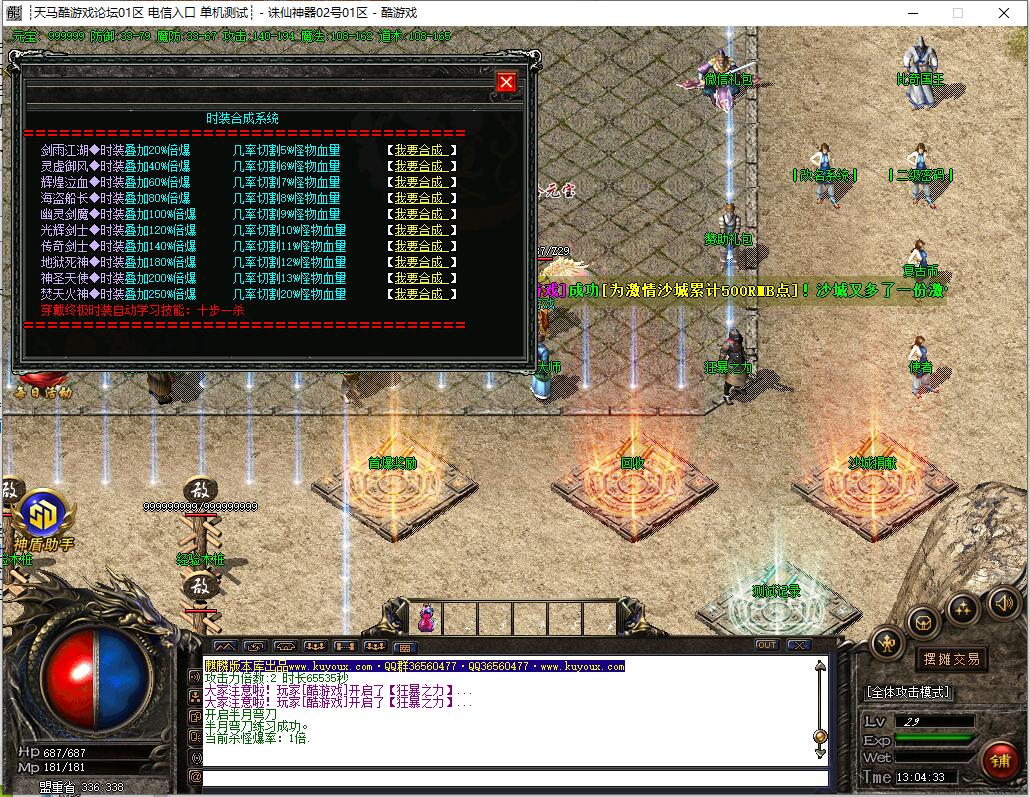 天马酷游戏论坛01区 电信入口 单机测试 - 诛仙神器02号01区 - 酷游戏
元宝: 999999 防御:33-79 魔防:33-67 攻击:140-194 魔法:108-162 道术:108-165
时装合成系统
剑雨江湖◆时装叠加20%倍爆 几率切割5%怪物血量 【我要合成 】
灵虚御风◆时装叠加40%倍爆 几率切割6%怪物血量 【我要合成 】
辉煌泣血◆时装叠加60%倍爆 几率切割7%怪物血量 【我要合成 】
海盗船长◆时装叠加80%倍爆 几率切割8%怪物血量 【我要合成 】
幽灵剑魔◆时装叠加100%倍爆 几率切割9%怪物血量 【我要合成 】
光辉剑士◆时装叠加120%倍爆 几率切割10%怪物血量 【我要合成 】
传奇剑士◆时装叠加140%倍爆 几率切割11%怪物血量 【我要合成 】
地狱死神◆时装叠加180%倍爆 几率切割12%怪物血量 【我要合成 】
神圣天使◆时装叠加200%倍爆 几率切割13%怪物血量 【我要合成 】
焚天火神◆时装叠加250%倍爆 几率切割20%怪物血量 【我要合成 】
穿戴终极时装自动学习技能: 十步一杀
微信礼包
比奇国王
改名系统
二级密码
元宝
赞助礼包
复古币
成功[为激情沙城累计500RMB点]! 沙城又多了一份激
大师
狂暴之力
使者
每日活动
首爆奖励
回收
沙城捐献
敌
敌
999999999/999999999
神盾助手
经验木桩
敌
测试记录
OUT
麒麟版本库出品www.kuyoux.com·QQ群36560477·QQ36560477·www.kuyoux.com
攻击力倍数:2 时长65535秒
大家注意啦! 玩家[酷游戏]开启了【狂暴之力】...
大家注意啦! 玩家[酷游戏]开启了【狂暴之力】...
开启半月弯刀
半月弯刀练习成功。
当前杀怪爆率: 1倍.
摆摊交易
[全体攻击模式]
Lv 29
Exp
Wet
Tme 13:04:33
铺
Hp 687/687
Mp 181/181
盟重省 336:338